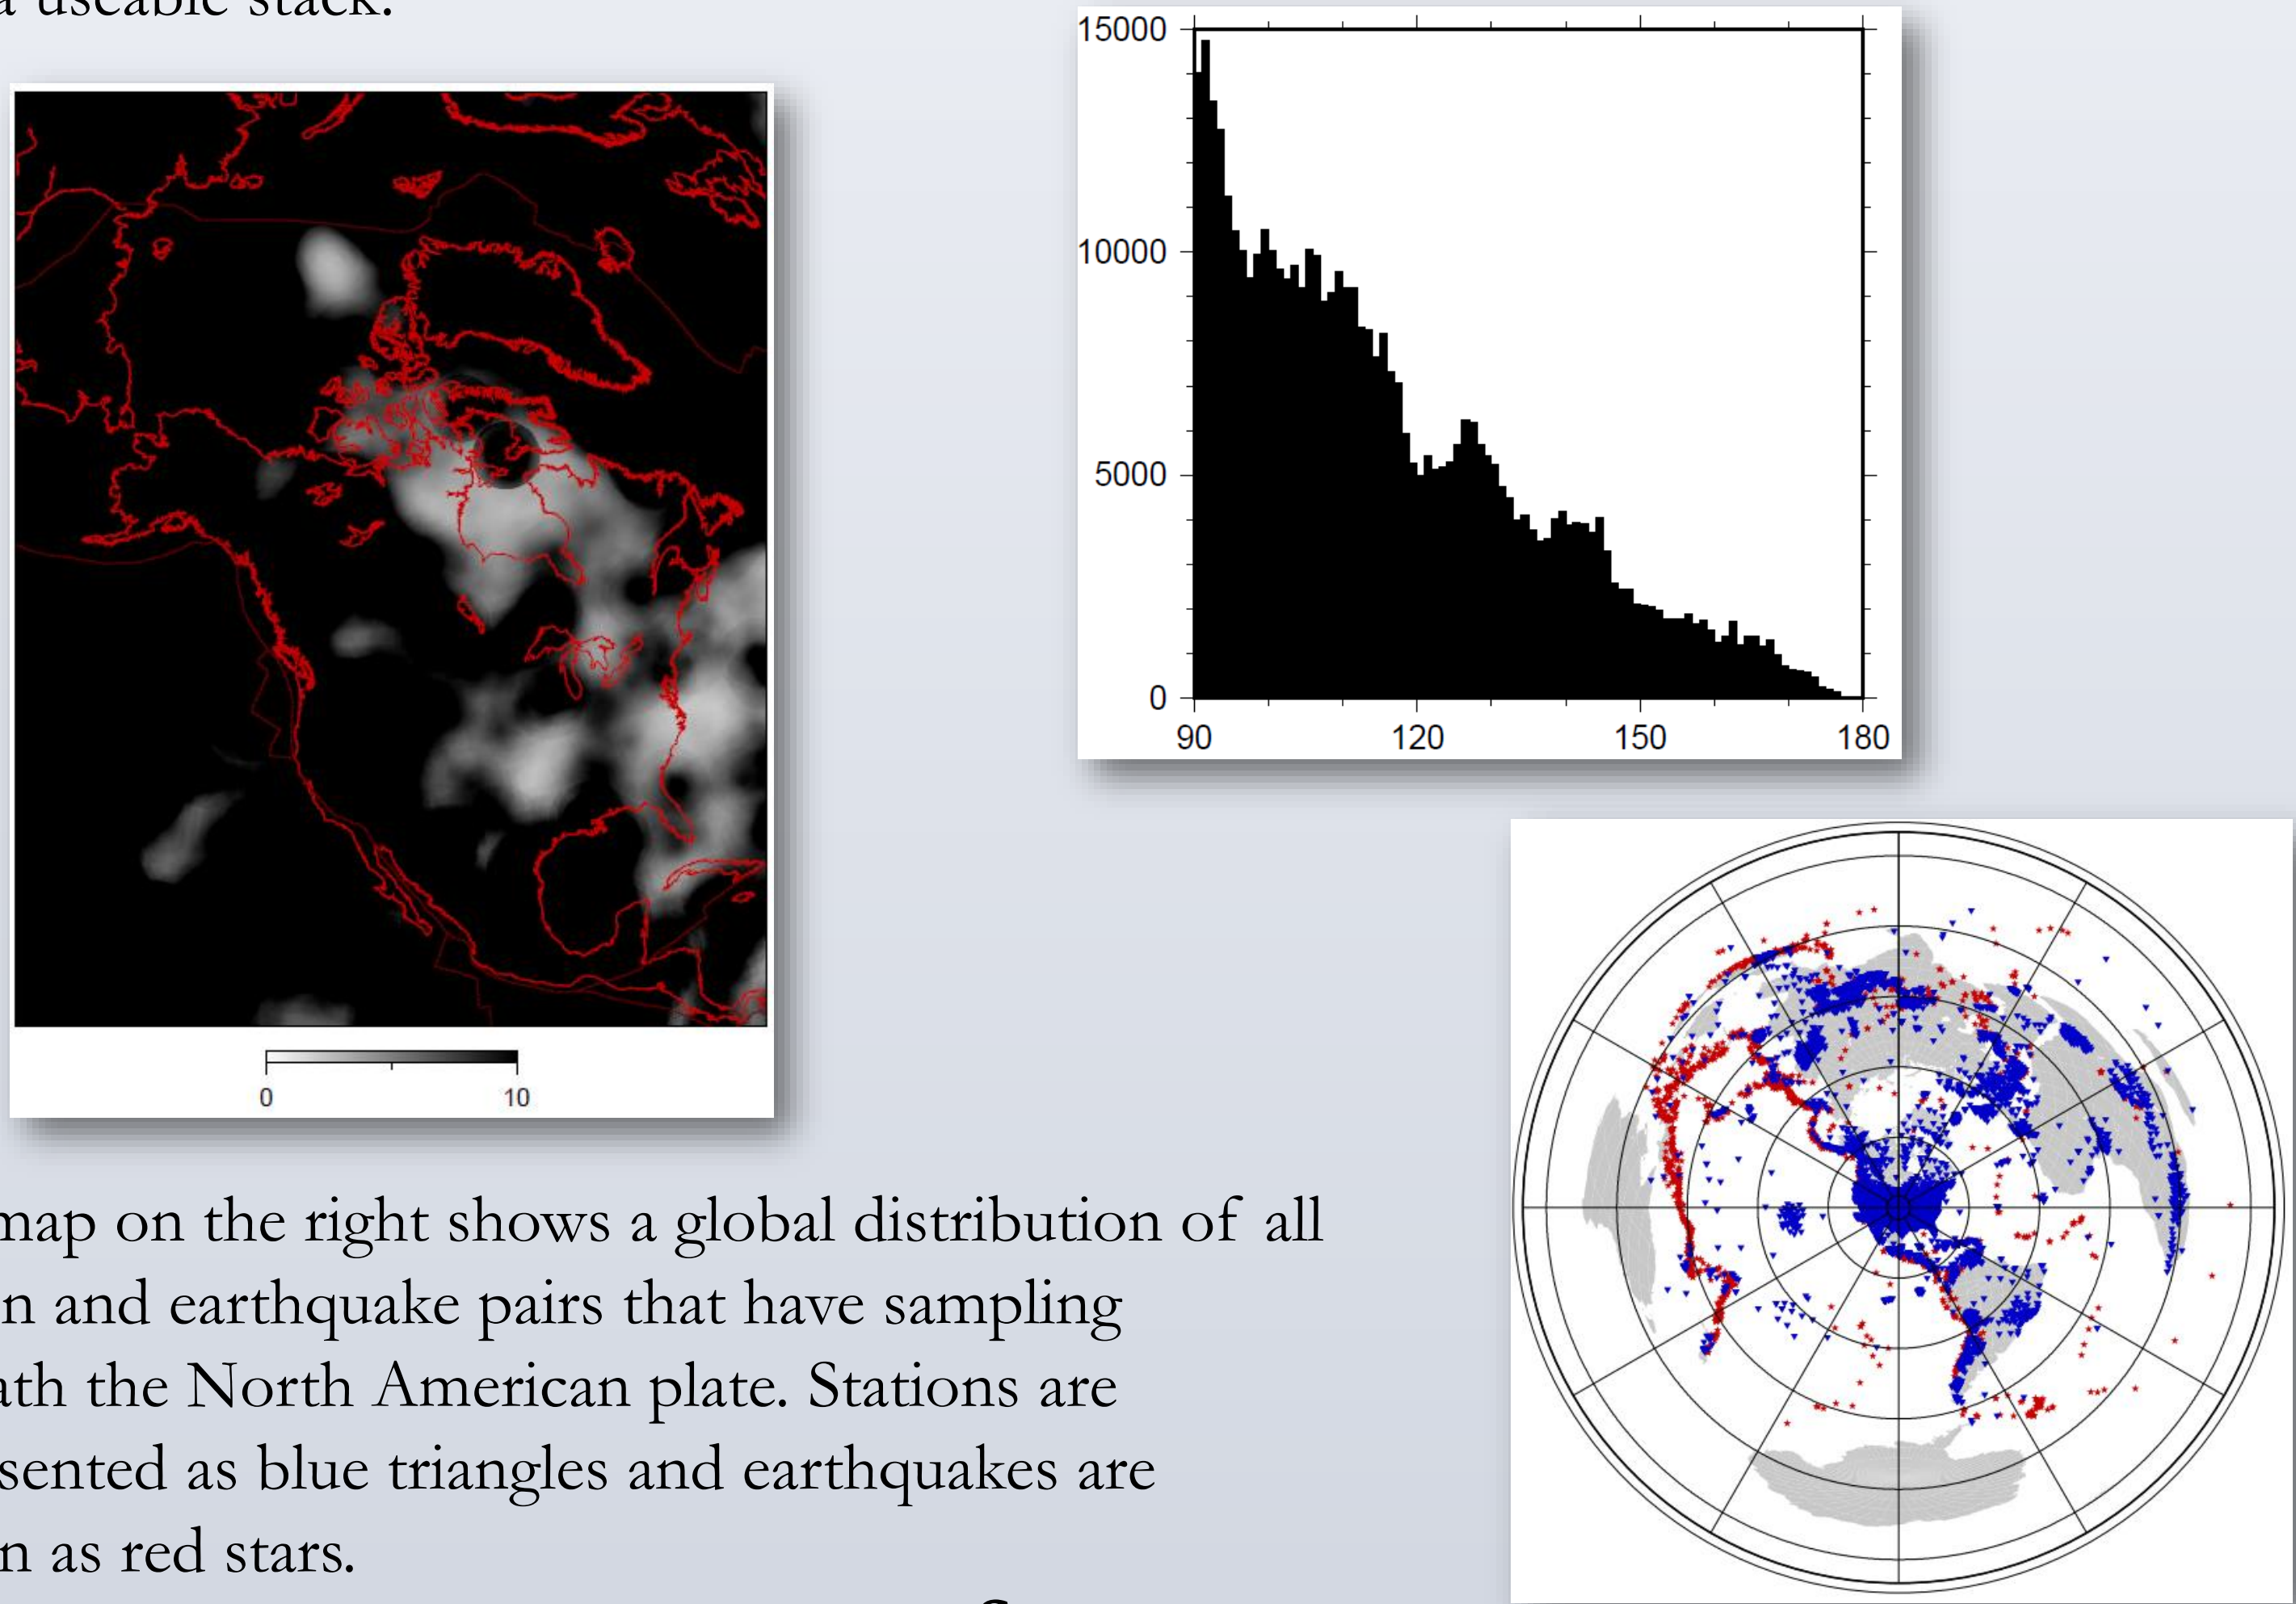 a useable stack.
15000
10000
5000
0
90 120 150 180
0 10
map on the right shows a global distribution of all
n and earthquake pairs that have sampling
ath the North American plate. Stations are
sented as blue triangles and earthquakes are
n as red stars.